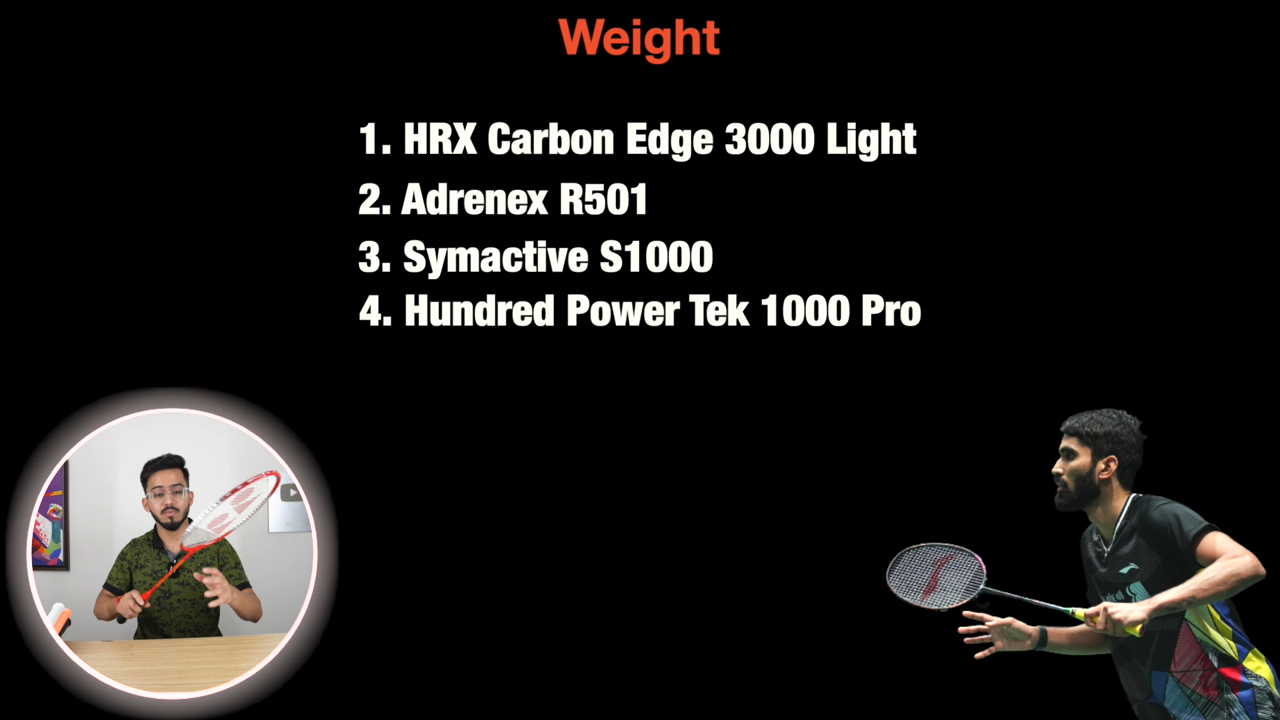 Weight
1. HRX Carbon Edge 3000 Light
2. Adrenex R501
3. Symactive S1000
4. Hundred Power Tek 1000 Pro